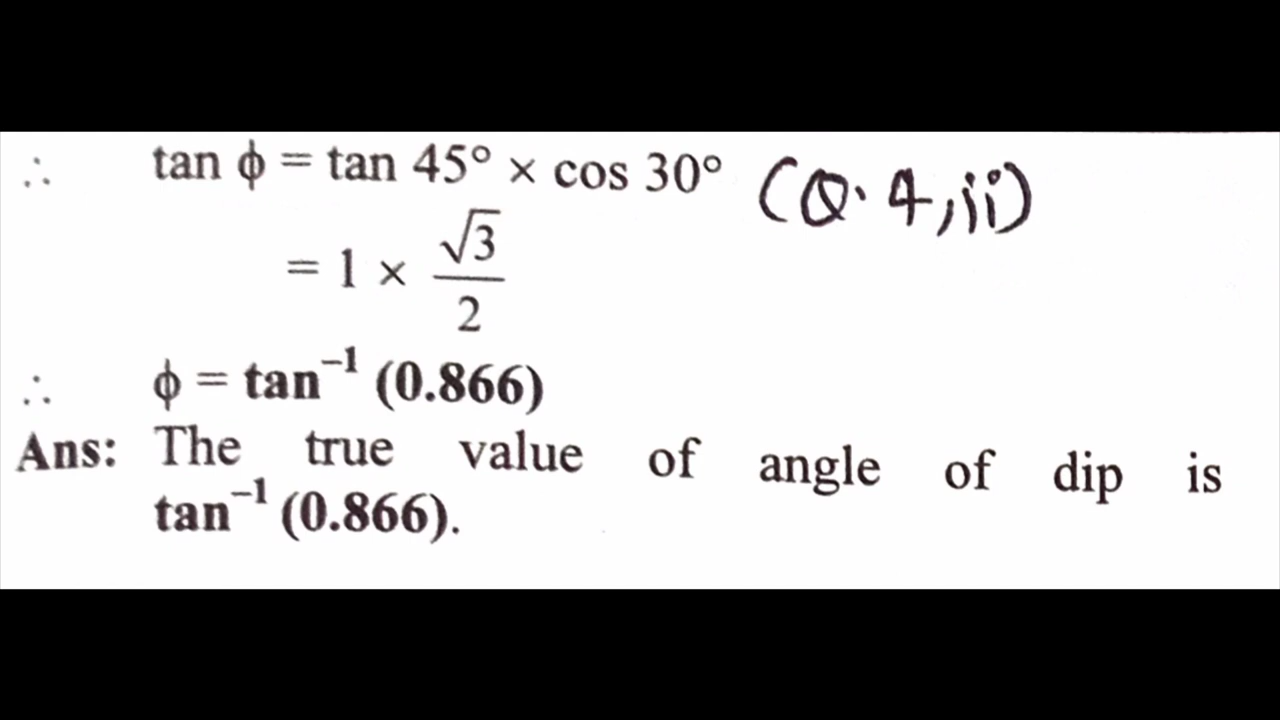 ∴ tan ϕ = tan 45° × cos 30° (Q. 4, ii)
= 1 × √3/2
∴ ϕ = tan⁻¹ (0.866)
Ans: The true value of angle of dip is
tan⁻¹ (0.866).